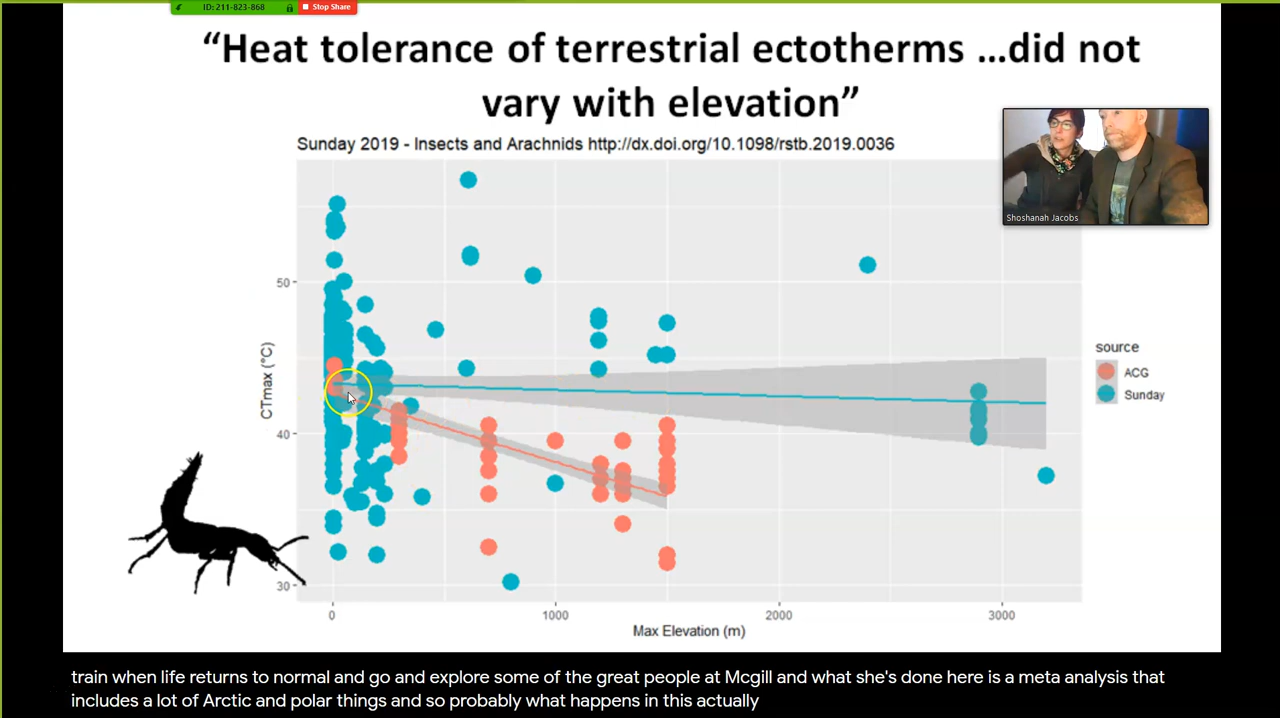 ID: 211-823-868
Stop Share
“Heat tolerance of terrestrial ectotherms ...did not
vary with elevation”
Sunday 2019 - Insects and Arachnids http://dx.doi.org/10.1098/rstb.2019.0036
Shoshanah Jacobs
50
40
30
CTmax (°C)
0
1000
2000
3000
Max Elevation (m)
source
ACG
Sunday
train when life returns to normal and go and explore some of the great people at Mcgill and what she's done here is a meta analysis that
includes a lot of Arctic and polar things and so probably what happens in this actually